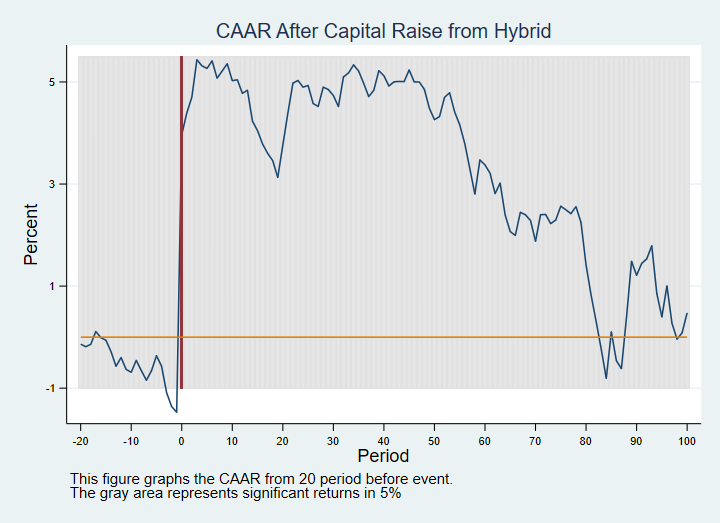 CAAR After Capital Raise from Hybrid
Percent
5
3
1
-1
-20 -10 0 10 20 30 40 50 60 70 80 90 100
Period
This figure graphs the CAAR from 20 period before event.
The gray area represents significant returns in 5%